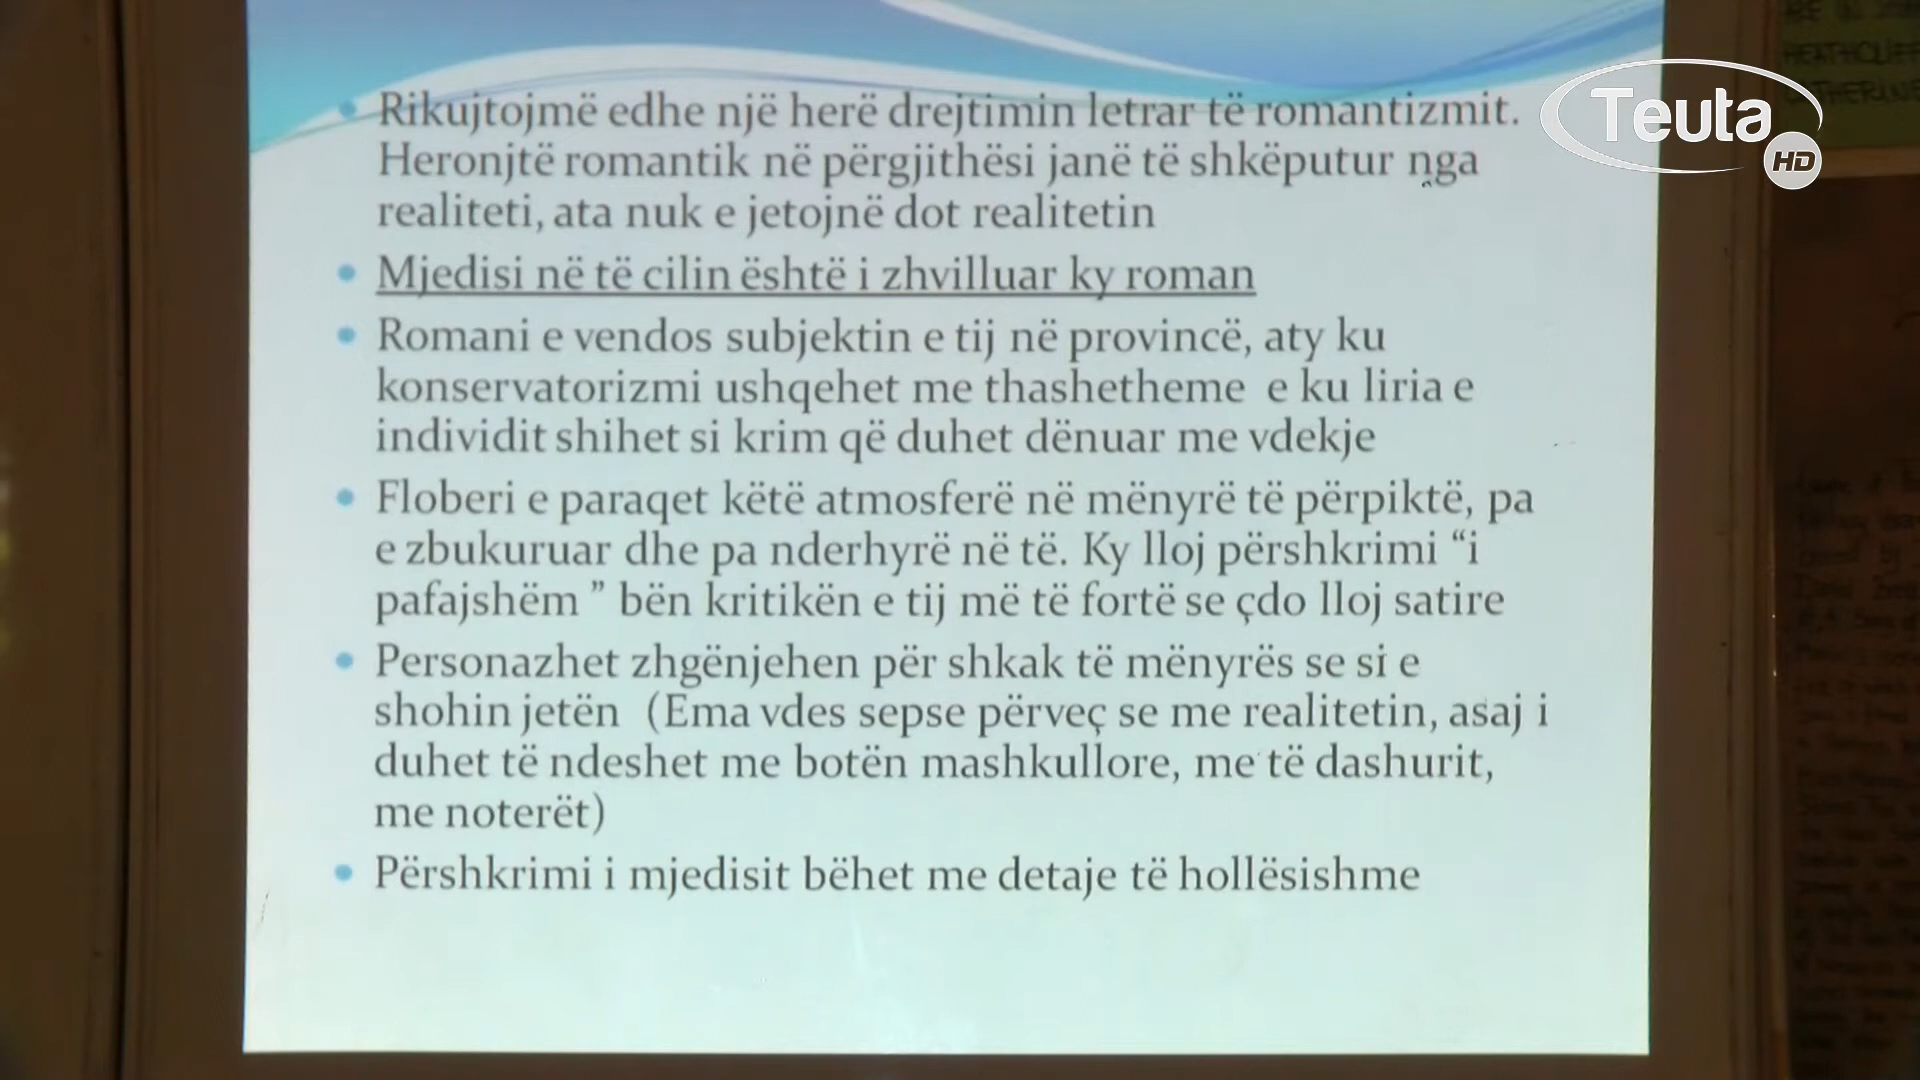 Rikujtojmë edhe një herë drejtimin letrar të romantizmit.
Heronjtë romantik në përgjithësi janë të shkëputur nga
realiteti, ata nuk e jetojnë dot realitetin
Mjedisi në të cilin është i zhvilluar ky roman
Romani e vendos subjektin e tij në provincë, aty ku
konservatorizmi ushqehet me thashetheme e ku liria e
individit shihet si krim që duhet dënuar me vdekje
Floberi e paraqet këtë atmosferë në mënyrë të përpiktë, pa
e zbukuruar dhe pa nderhyrë në të. Ky lloj përshkrimi “i
pafajshëm ” bën kritikën e tij më të fortë se çdo lloj satire
Personazhet zhgënjehen për shkak të mënyrës se si e
shohin jetën (Ema vdes sepse përveç se me realitetin, asaj i
duhet të ndeshet me botën mashkullore, me të dashurit,
me noterët)
Përshkrimi i mjedisit bëhet me detaje të hollësishme
Teuta
HD
HEATHCLIFF